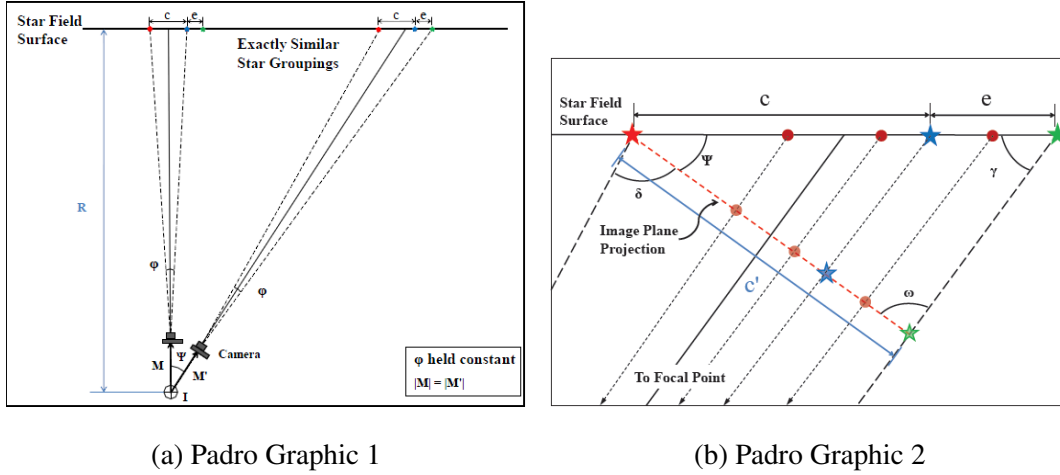 Star Field
Surface
c
e
c
e
Exactly Similar
Star Groupings
R
φ
φ
Ψ
Camera
M
M'
I
φ held constant
|M| = |M'|
(a) Padro Graphic 1
Star Field
Surface
c
e
Ψ
δ
γ
Image Plane
Projection
c'
ω
To Focal Point
(b) Padro Graphic 2